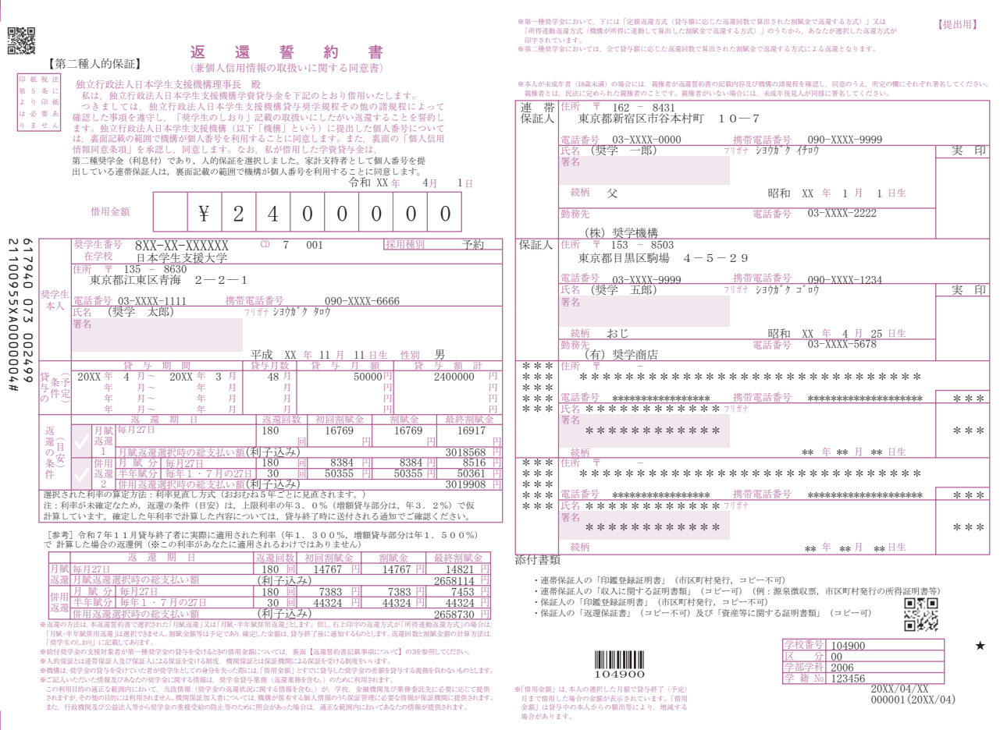 【第二種人的保証】
返 還 誓 約 書
（兼個人信用情報の取扱いに関する同意書）
印 紙 税 法
第 5 条 に
よ り 印 紙
は 必 要 あ
り ま せ ん
独立行政法人日本学生支援機構理事長　殿
私は，独立行政法人日本学生支援機構学資貸与金を下記のとおり借用いたします。
つきましては，独立行政法人日本学生支援機構貸与奨学規程その他の諸規程によって
確認した事項を遵守し，「奨学生のしおり」記載の取扱いにしたがい返還することを誓約し
ます。独立行政法人日本学生支援機構（以下「機構」という）に提出した個人番号について
は，裏面記載の範囲で機構が個人番号を利用することに同意します。また，裏面の「個人信用
情報同意条項」を承認し，同意します。なお，私が借用した学資貸与金は，
第二種奨学金（利息付）であり，人的保証を選択しました。家計支持者として個人番号を提
出している連帯保証人は，裏面記載の範囲で機構が個人番号を利用することに同意します。
令和 XX 年　4月　1日
借用金額 ¥ 2 4 0 0 0 0 0
617940 073 002499
21100955XA0000004#
奨学生本人
奨学生番号 8XX-XX-XXXXXX CD 7 001 採用種別 予約
在学校 日本学生支援大学
住所 〒 135 － 8630
東京都江東区青海　２－２－１
電話番号 03-XXXX-1111 携帯電話番号 090-XXXX-6666
氏名 (奨学　太郎) フリガナ ｼﾖｳｶﾞｸ ﾀﾛｳ
署名
平成 XX 年 11 月 11 日生 性別 男
貸与の条件（予定）
貸 与 期 間 貸与月数 貸 与 月 額 貸 与 額 計
20XX 年 4 月～ 20XX 年 3 月 48 月 50000円 2400000 円
年 月～ 年 月 月 円 円
年 月～ 年 月 月 円 円
年 月～ 年 月 月 円 円
返還の条件（目安）
返 還 期 日 返還回数 初回割賦金 割賦金 最終割賦金
月賦返還1 毎月27日 180 回 16769 円 16769 円 16917 円
月賦返還選択時の総支払い額(利子込み) 3018568 円
併用返還2 月 賦 分 毎月27日 180 回 8384 円 8384 円 8516 円
半年賦分 毎年１・７月の27日 30 回 50355 円 50355 円 50361 円
併用返還選択時の総支払い額(利子込み) 3019908 円
選択された利率の算定方法：利率見直し方式（おおむね５年ごとに見直されます。）
注：利率が未確定なため，返還の条件（目安）は，上限利率の年３．０％（増額貸与部分は，年３．２％）で仮
計算しています。確定した年利率で計算した内容については，貸与終了時に送付される通知でご確認ください。
［参考］令和７年１１月貸与終了者に実際に適用された利率（年１．３００％，増額貸与部分は年１．５００％）
で 計算した場合の返還例（※この利率があなたに適用されるわけではありません）
返 還 期 日 返還回数 初回割賦金 割賦金 最終割賦金
月賦返還 毎月27日 180 回 14767 円 14767 円 14821 円
月賦返還選択時の総支払い額 (利子込み) 2658114 円
併用返還 月 賦 分 毎月27日 180 回 7383 円 7383 円 7453 円
半年賦分 毎年１・７月の27日 30 回 44324 円 44324 円 44324 円
併用返還選択時の総支払い額 (利子込み) 2658730 円
※返還の方法は，本返還誓約書で選択された「月賦返還」又は「月賦・半年賦併用返還」とします。但し，右上印字の返還方式が「所得連動返還方式」の場合は，
「月賦・半年賦併用返還」は選択できません。割賦金額等は予定であり，確定した金額は，貸与終了後に通知するものとします。返還回数と割賦金額の計算方法は，
「奨学生のしおり」に記載してあります。
※給付奨学金の支援対象者が第一種奨学金の貸与を受けるときの借用金額については，裏面【返還誓約書記載事項について】の3を参照してください。
※人的保証とは連帯保証人及び保証人による保証を受ける制度，機関保証とは保証機関による保証を受ける制度をいいます。
※機構は，奨学金の貸与を受けていた者が奨学生としての身分を失った際には，「借用金額」とすでに貸与した奨学金の差額を貸与する義務を負わないものとします。
※ご記入いただいた情報及びあなたの奨学金に関する情報は，奨学金貸与業務（返還業務を含む。）のために利用されます。
この利用目的の適正な範囲内において，当該情報（奨学金の返還状況に関する情報を含む。）が，学校，金融機関及び業務委託先に必要に応じて提供
されますが，その他の目的には利用されません。機関保証加入者については，機構が保有する個人情報のうち保証管理に必要な情報が保証機関に提供されます。
また，行政機関及び公益法人等から奨学金の重複受給の防止等のために照会があった場合は，適正な範囲内においてあなたの情報が提供されます。
※第一種奨学金において，下には「定額返還方式（貸与額に応じた返還回数で算出された割賦金で返還する方式）」又は
「所得連動返還方式（機構が所得に連動して算出した割賦金で返還する方式）」のうちから，あなたが選択した返還方式が
印字されています。
※第二種奨学金においては，全て貸与額に応じた返還回数で算出された割賦金で返還する方式による返還となります。
【提出用】
※本人が未成年者（18歳未満）の場合には，親権者が返還誓約書の記載内容及び機構の諸規程を確認し，同意のうえ，所定の欄にそれぞれ署名してください。
親権者とは，民法に定められた親権者のことです。親権者がいない場合には，未成年後見人が同様に署名してください。
連 帯 保証人
住所 〒 162 － 8431
東京都新宿区市谷本村町　１０－７
電話番号 03-XXXX-0000 携帯電話番号 090-XXXX-9999
氏名 (奨学　一郎) フリガナ ｼﾖｳｶﾞｸ ｲﾁﾛｳ 実 印
署名
続柄 父 昭和 XX 年 1 月 1 日生
勤務先 電話番号 03-XXXX-2222
（株）奨学機構
保証人
住所 〒 153 － 8503
東京都目黒区駒場　４－５－２９
電話番号 03-XXXX-9999 携帯電話番号 090-XXXX-1234
氏名 (奨学　五郎) フリガナ ｼﾖｳｶﾞｸ ｺﾞﾛｳ 実 印
署名
続柄 おじ 昭和 XX 年 4 月 25 日生
勤務先 電話番号 03-XXXX-5678
（有）奨学商店
＊＊＊ 住所 〒 －
＊＊＊ ＊＊＊＊＊＊＊＊＊＊＊＊＊＊＊＊＊＊＊＊＊＊＊＊＊＊＊＊＊＊
＊＊＊
＊＊＊ 電話番号 ****************** 携帯電話番号 ******************** ＊＊＊
＊＊＊ 氏名 ＊＊＊＊＊＊＊＊＊＊＊＊ フリガナ
署名
＊＊＊＊＊＊＊＊＊＊＊＊ ＊＊＊
続柄 ** 年 ** 月 ** 日生
＊＊＊ 住所 〒 －
＊＊＊ ＊＊＊＊＊＊＊＊＊＊＊＊＊＊＊＊＊＊＊＊＊＊＊＊＊＊＊＊＊＊
＊＊＊
＊＊＊ 電話番号 ****************** 携帯電話番号 ******************** ＊＊＊
＊＊＊ 氏名 ＊＊＊＊＊＊＊＊＊＊＊＊ フリガナ
署名
＊＊＊＊＊＊＊＊＊＊＊＊ ＊＊＊
続柄 ** 年 ** 月 **日生
添付書類
・連帯保証人の「印鑑登録証明書」（市区町村発行，コピー不可）
・連帯保証人の「収入に関する証明書類」（コピー可）（例：源泉徴収票，市区町村発行の所得証明書等）
・保証人の「印鑑登録証明書」（市区町村発行，コピー不可）
・保証人の「返還保証書」（コピー不可）及び「資産等に関する証明書類」（コピー可）
104900
学校番号 104900
区 分 00
学部学科 2006
学 籍 No 123456
★
20XX/04/XX
000001(20XX/04)
※「借用金額」は，本人の選択した月額で貸与終了（予定）
月まで借用した場合の金額が表示されています。「借用
金額」は貸与中の本人からの願出等により，増減する
場合があります。